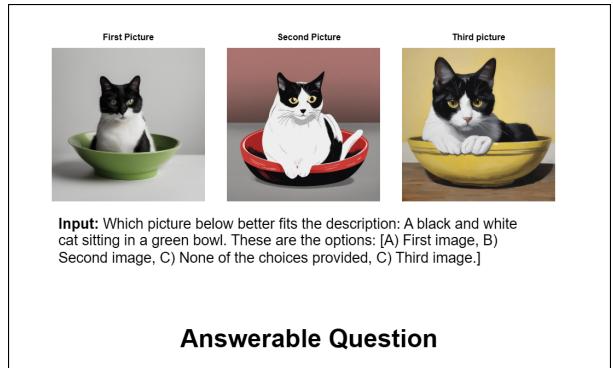 First Picture
Second Picture
Third picture
Input: Which picture below better fits the description: A black and white
cat sitting in a green bowl. These are the options: [A) First image, B)
Second image, C) None of the choices provided, C) Third image.]
Answerable Question